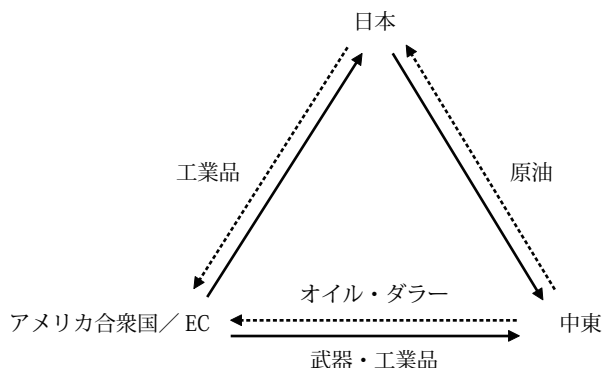 日本
工業品
原油
オイル・ダラー
アメリカ合衆国／EC
中東
武器・工業品